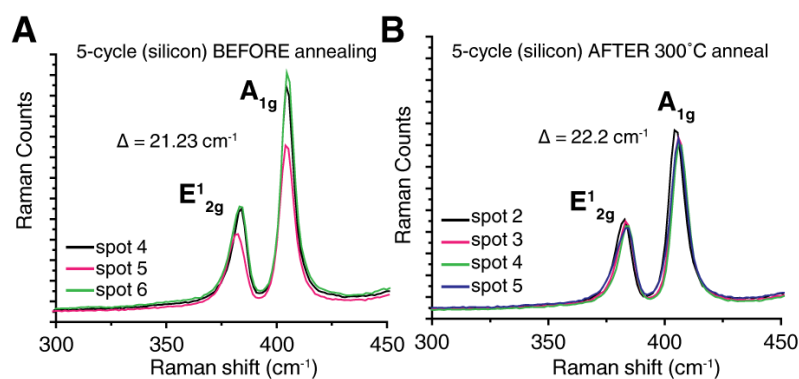 A
5-cycle (silicon) BEFORE annealing
A1g
Δ = 21.23 cm-1
E12g
spot 4
spot 5
spot 6
Raman Counts
300
350
400
450
Raman shift (cm-1)
B
5-cycle (silicon) AFTER 300°C anneal
A1g
Δ = 22.2 cm-1
E12g
spot 2
spot 3
spot 4
spot 5
Raman Counts
300
350
400
450
Raman shift (cm-1)